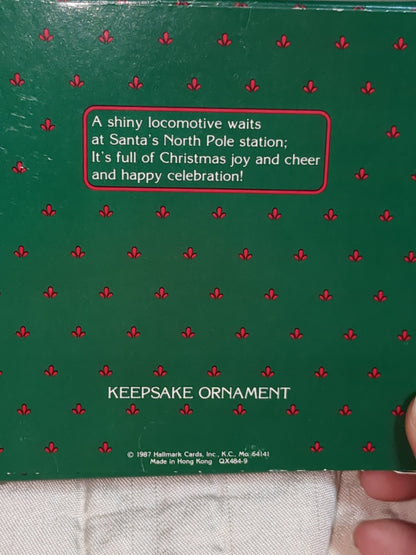 A shiny locomotive waits
at Santa's North Pole station;
It's full of Christmas joy and cheer
and happy celebration!
KEEPSAKE ORNAMENT
© 1987 Hallmark Cards, Inc., K.C., Mo. 64141
Made in Hong Kong QX484-9